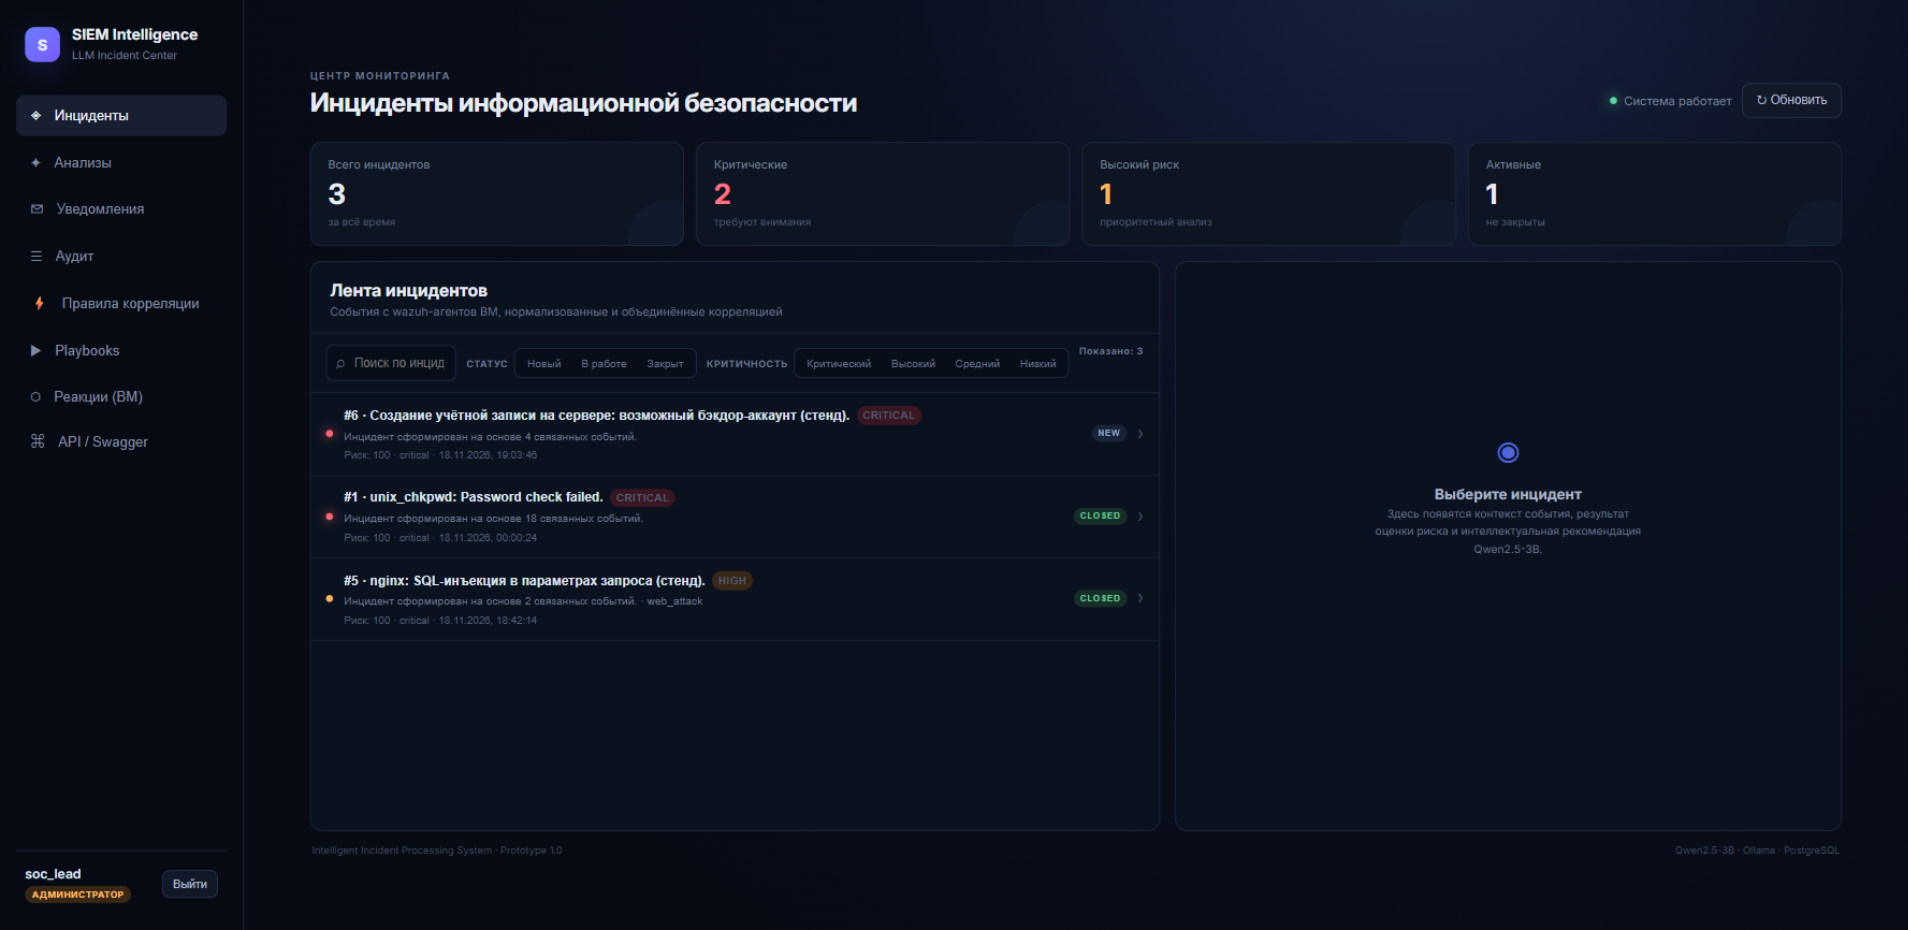 S
SIEM Intelligence
LLM Incident Center
Инциденты
Анализы
Уведомления
Аудит
Правила корреляции
Playbooks
Реакции (ВМ)
API / Swagger
soc_lead
АДМИНИСТРАТОР
Выйти
ЦЕНТР МОНИТОРИНГА
Инциденты информационной безопасности
Система работает
↻ Обновить
Всего инцидентов
3
за всё время
Критические
2
требуют внимания
Высокий риск
1
приоритетный анализ
Активные
1
не закрыты
Лента инцидентов
События с wazuh-агентов ВМ, нормализованные и объединённые корреляцией
Поиск по инцид
СТАТУС Новый В работе Закрыт КРИТИЧНОСТЬ Критический Высокий Средний Низкий Показано: 3
#6 · Создание учётной записи на сервере: возможный бэкдор-аккаунт (стенд). CRITICAL
Инцидент сформирован на основе 4 связанных событий.
Риск: 100 · critical · 18.11.2026, 19:03:46
NEW
#1 · unix_chkpwd: Password check failed. CRITICAL
Инцидент сформирован на основе 18 связанных событий.
Риск: 100 · critical · 18.11.2026, 00:00:24
CLOSED
#5 · nginx: SQL-инъекция в параметрах запроса (стенд). HIGH
Инцидент сформирован на основе 2 связанных событий. · web_attack
Риск: 100 · critical · 18.11.2026, 18:42:14
CLOSED
Выберите инцидент
Здесь появятся контекст события, результат
оценки риска и интеллектуальная рекомендация
Qwen2.5-3B.
Intelligent Incident Processing System · Prototype 1.0
Qwen2.5-3B · Ollama · PostgreSQL